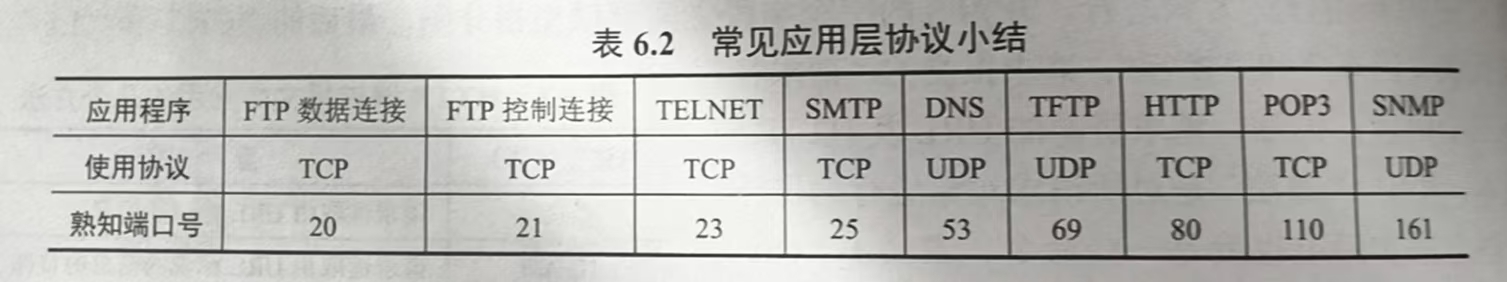 表 6.2 常见应用层协议小结
应用程序 FTP 数据连接 FTP 控制连接 TELNET SMTP DNS TFTP HTTP POP3 SNMP
使用协议 TCP TCP TCP TCP UDP UDP TCP TCP UDP
熟知端口号 20 21 23 25 53 69 80 110 161